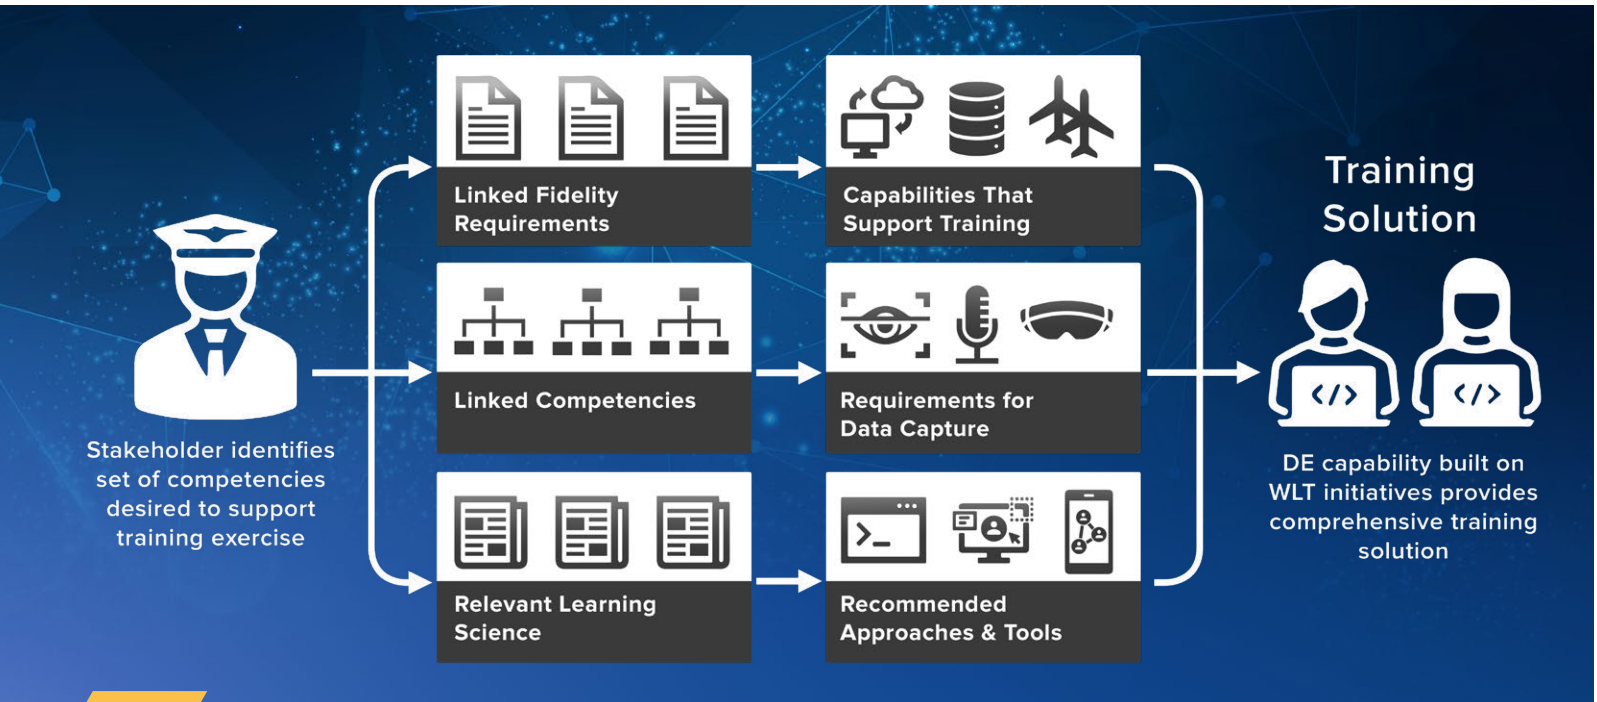 Stakeholder identifies
set of competencies
desired to support
training exercise
Linked Fidelity
Requirements
Capabilities That
Support Training
Linked Competencies
Requirements for
Data Capture
Relevant Learning
Science
Recommended
Approaches & Tools
Training
Solution
</>
</>
DE capability built on
WLT initiatives provides
comprehensive training
solution